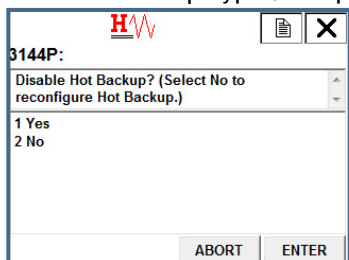 H
3144P:
Disable Hot Backup? (Select No to
reconfigure Hot Backup.)
1 Yes
2 No
ABORT ENTER